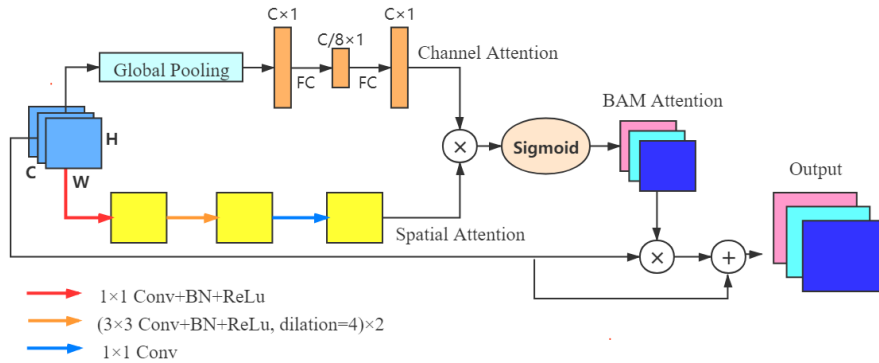 C×1
C×1
C/8×1
Global Pooling
FC
FC
Channel Attention
BAM Attention
H
C
W
×
Sigmoid
Output
Spatial Attention
×
+
1×1 Conv+BN+ReLu
(3×3 Conv+BN+ReLu, dilation=4)×2
1×1 Conv